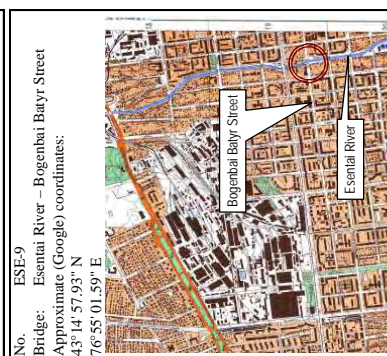 No. ESE-9
Bridge: Esentai River – Bogenbai Batyr Street
Approximate (Google) coordinates:
43°14' 57.93" N
76°55' 01.59" E
Bogenbai Batyr Street
Esentai River